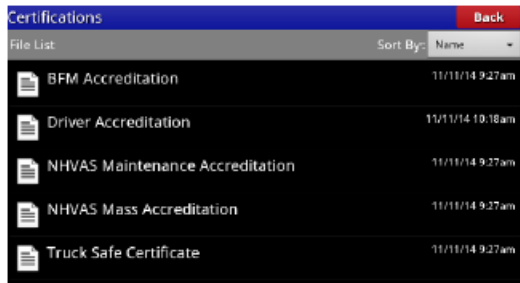 Certifications Back
File List Sort By: Name
BFM Accreditation 11/11/14 9:27am
Driver Accreditation 11/11/14 10:18am
NHVAS Maintenance Accreditation 11/11/14 9:27am
NHVAS Mass Accreditation 11/11/14 9:27am
Truck Safe Certificate 11/11/14 9:27am